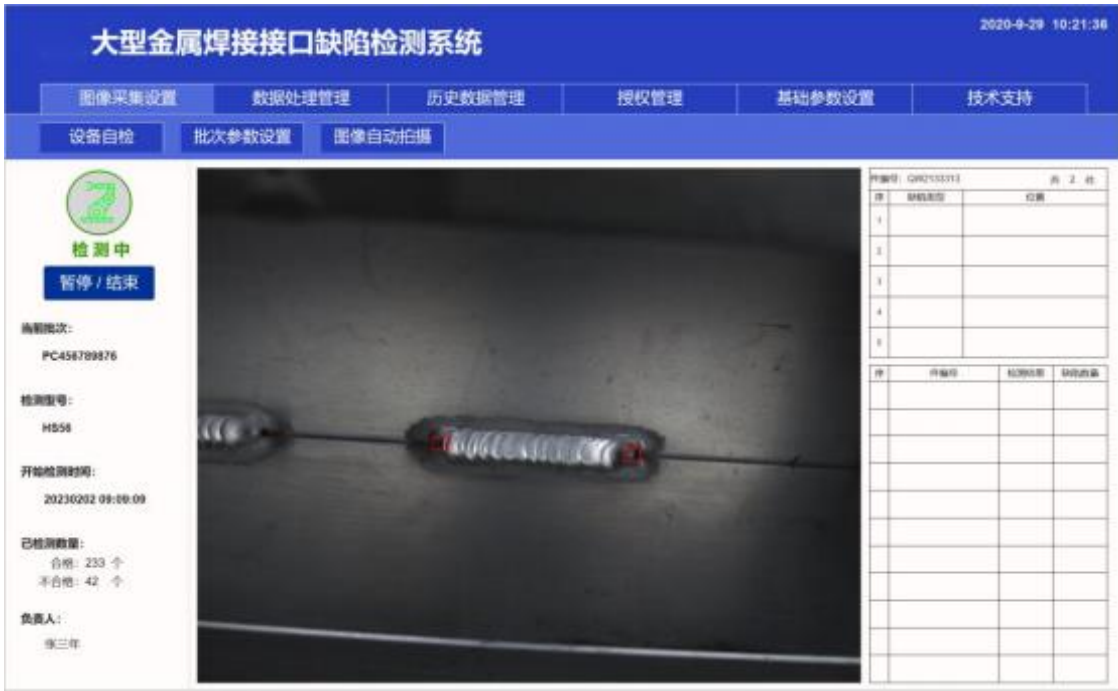 2020-9-29 10:21:36
大型金属焊接接口缺陷检测系统
图像采集设置 数据处理管理 历史数据管理 授权管理 基础参数设置 技术支持
设备自检 批次参数设置 图像自动拍摄
检测中
暂停 / 结束
当前批次:
PC456789876
检测型号:
HS56
开始检测时间:
20230202 09:09:09
已检测数量:
合格: 233 个
不合格: 42 个
负责人:
张三年
件编号: QW2133313 共 2 处
序 缺陷类型 位置
1
2
3
4
5
序 件编号 检测结果 缺陷数量